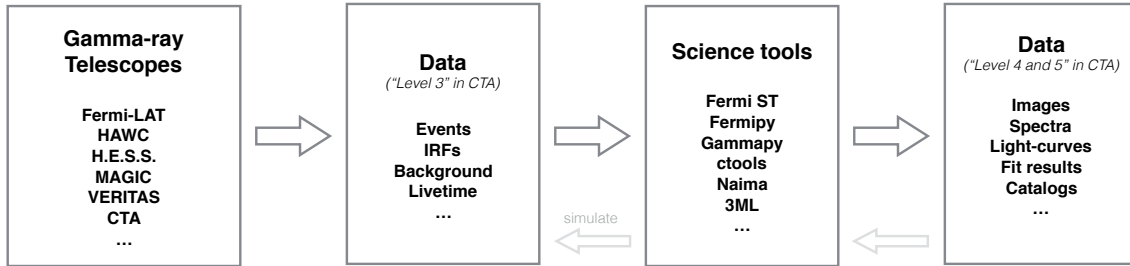 Gamma-ray
Telescopes
Fermi-LAT
HAWC
H.E.S.S.
MAGIC
VERITAS
CTA
...
Data
("Level 3" in CTA)
Events
IRFs
Background
Livetime
...
simulate
Science tools
Fermi ST
Fermipy
Gammapy
ctools
Naima
3ML
...
Data
("Level 4 and 5" in CTA)
Images
Spectra
Light-curves
Fit results
Catalogs
...